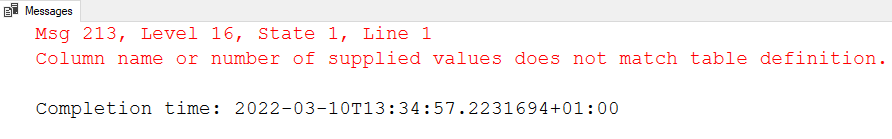 Messages
Msg 213, Level 16, State 1, Line 1
Column name or number of supplied values does not match table definition.
Completion time: 2022-03-10T13:34:57.2231694+01:00